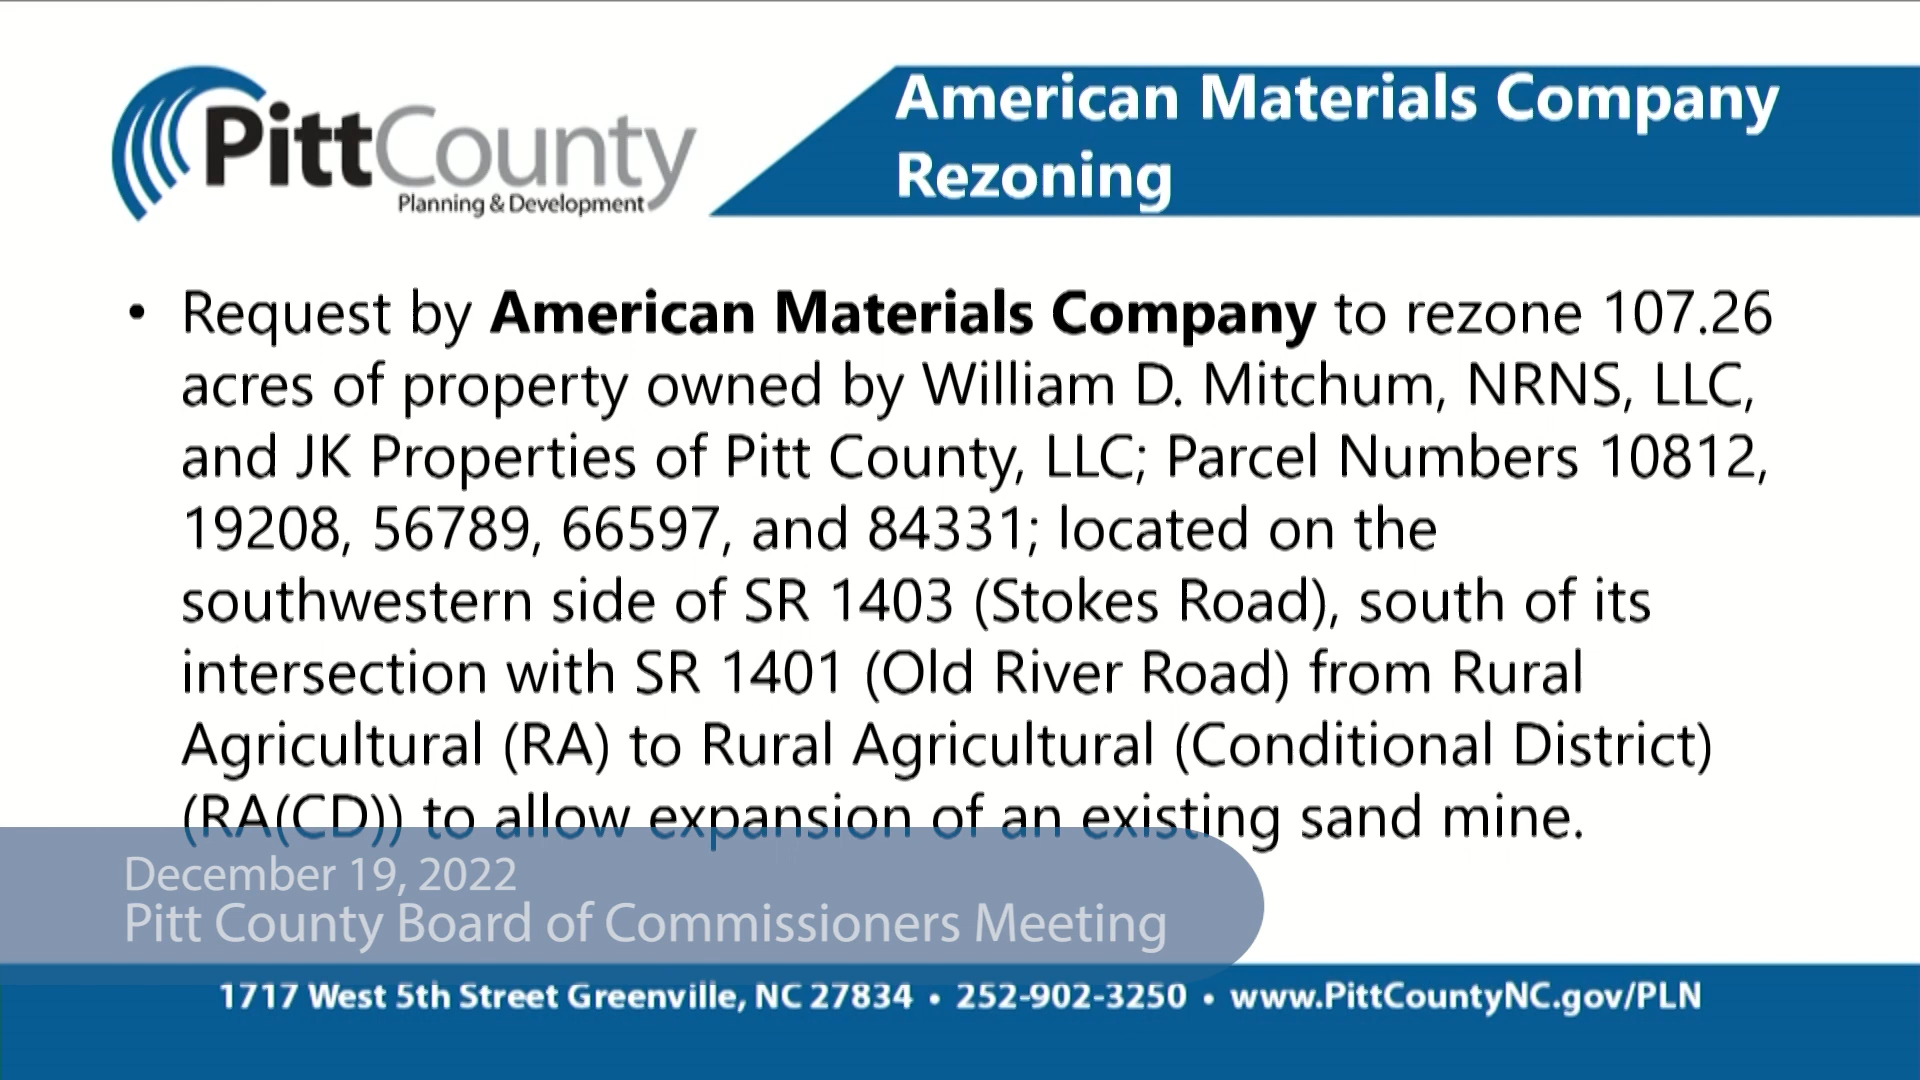 PittCounty
Planning & Development
American Materials Company
Rezoning
• Request by American Materials Company to rezone 107.26
acres of property owned by William D. Mitchum, NRNS, LLC,
and JK Properties of Pitt County, LLC; Parcel Numbers 10812,
19208, 56789, 66597, and 84331; located on the
southwestern side of SR 1403 (Stokes Road), south of its
intersection with SR 1401 (Old River Road) from Rural
Agricultural (RA) to Rural Agricultural (Conditional District)
(RA(CD)) to allow expansion of an existing sand mine.
December 19, 2022
Pitt County Board of Commissioners Meeting
1717 West 5th Street Greenville, NC 27834 • 252-902-3250 • www.PittCountyNC.gov/PLN